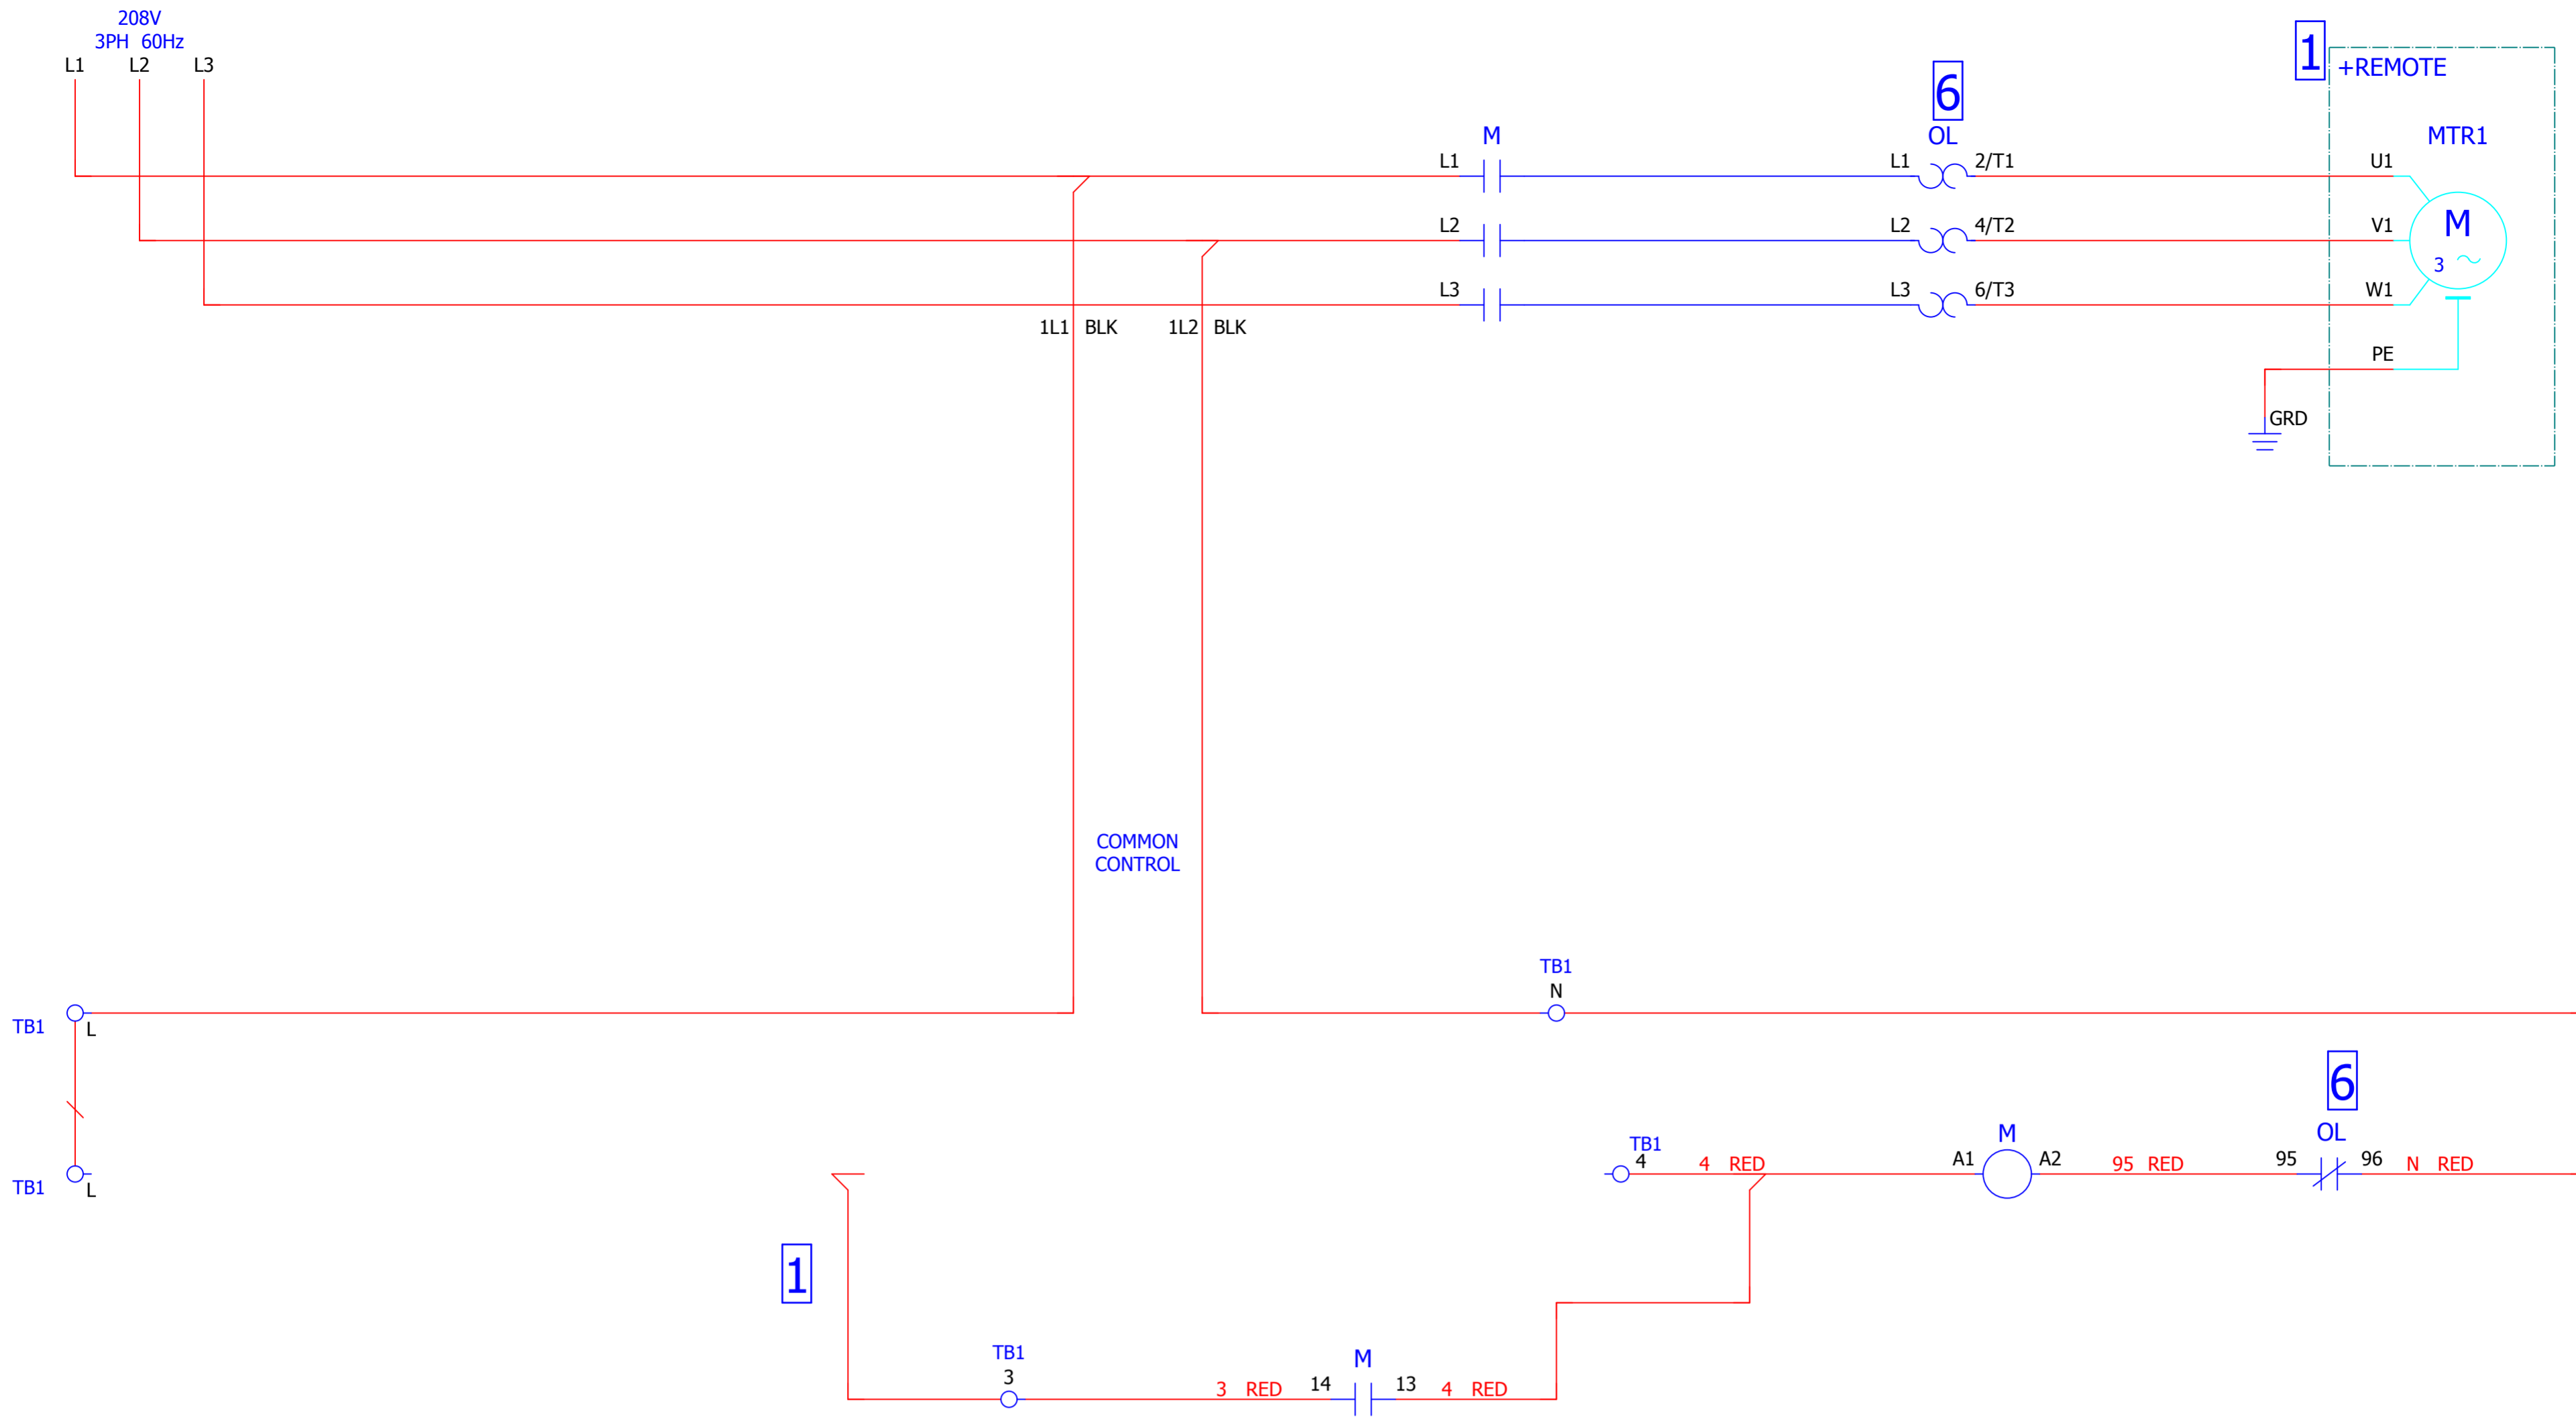 208V
3PH 60Hz
L1 L2 L3
1
+REMOTE
6
M OL MTR1
L1 L1 2/T1 U1
L2 L2 4/T2 V1
M
3
L3 L3 6/T3 W1
1L1 BLK 1L2 BLK
PE
GRD
COMMON
CONTROL
TB1
N
TB1 L
6
TB1 M OL
4 4 RED A1 A2 95 RED 95 96 N RED
TB1 L
1
TB1 M
3 3 RED 14 13 4 RED